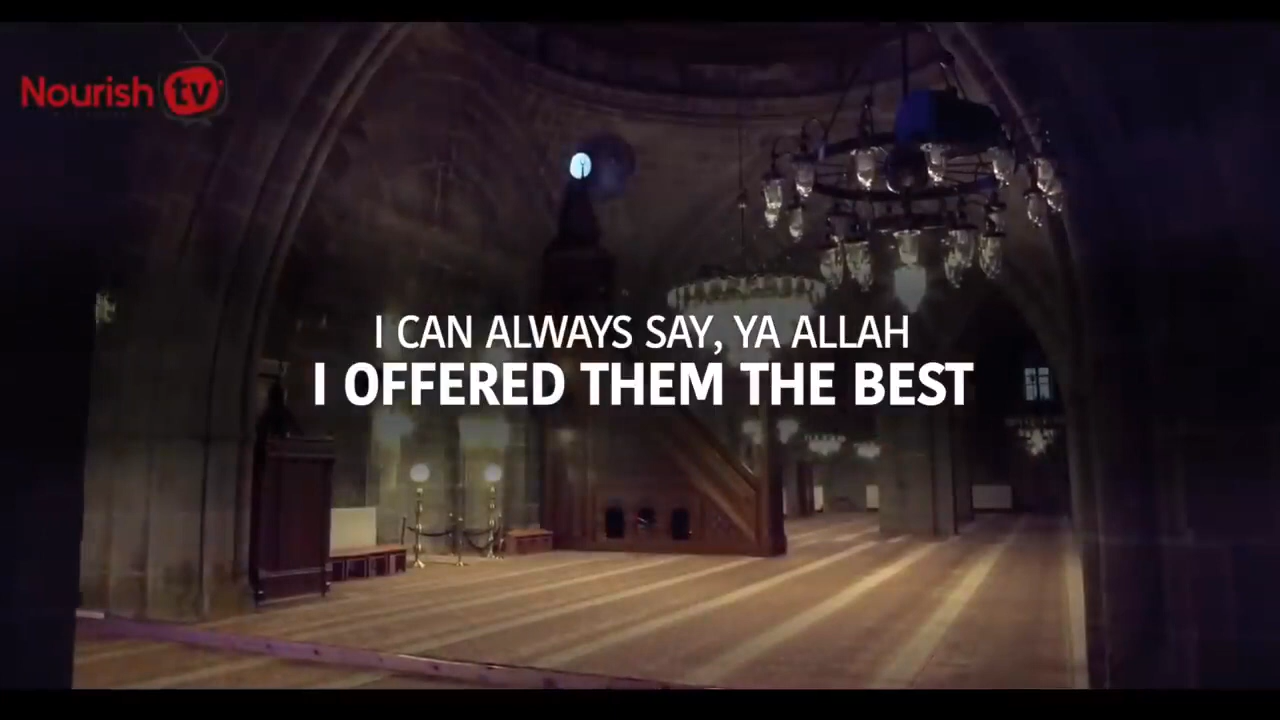 Nourish tv
I CAN ALWAYS SAY, YA ALLAH
I OFFERED THEM THE BEST